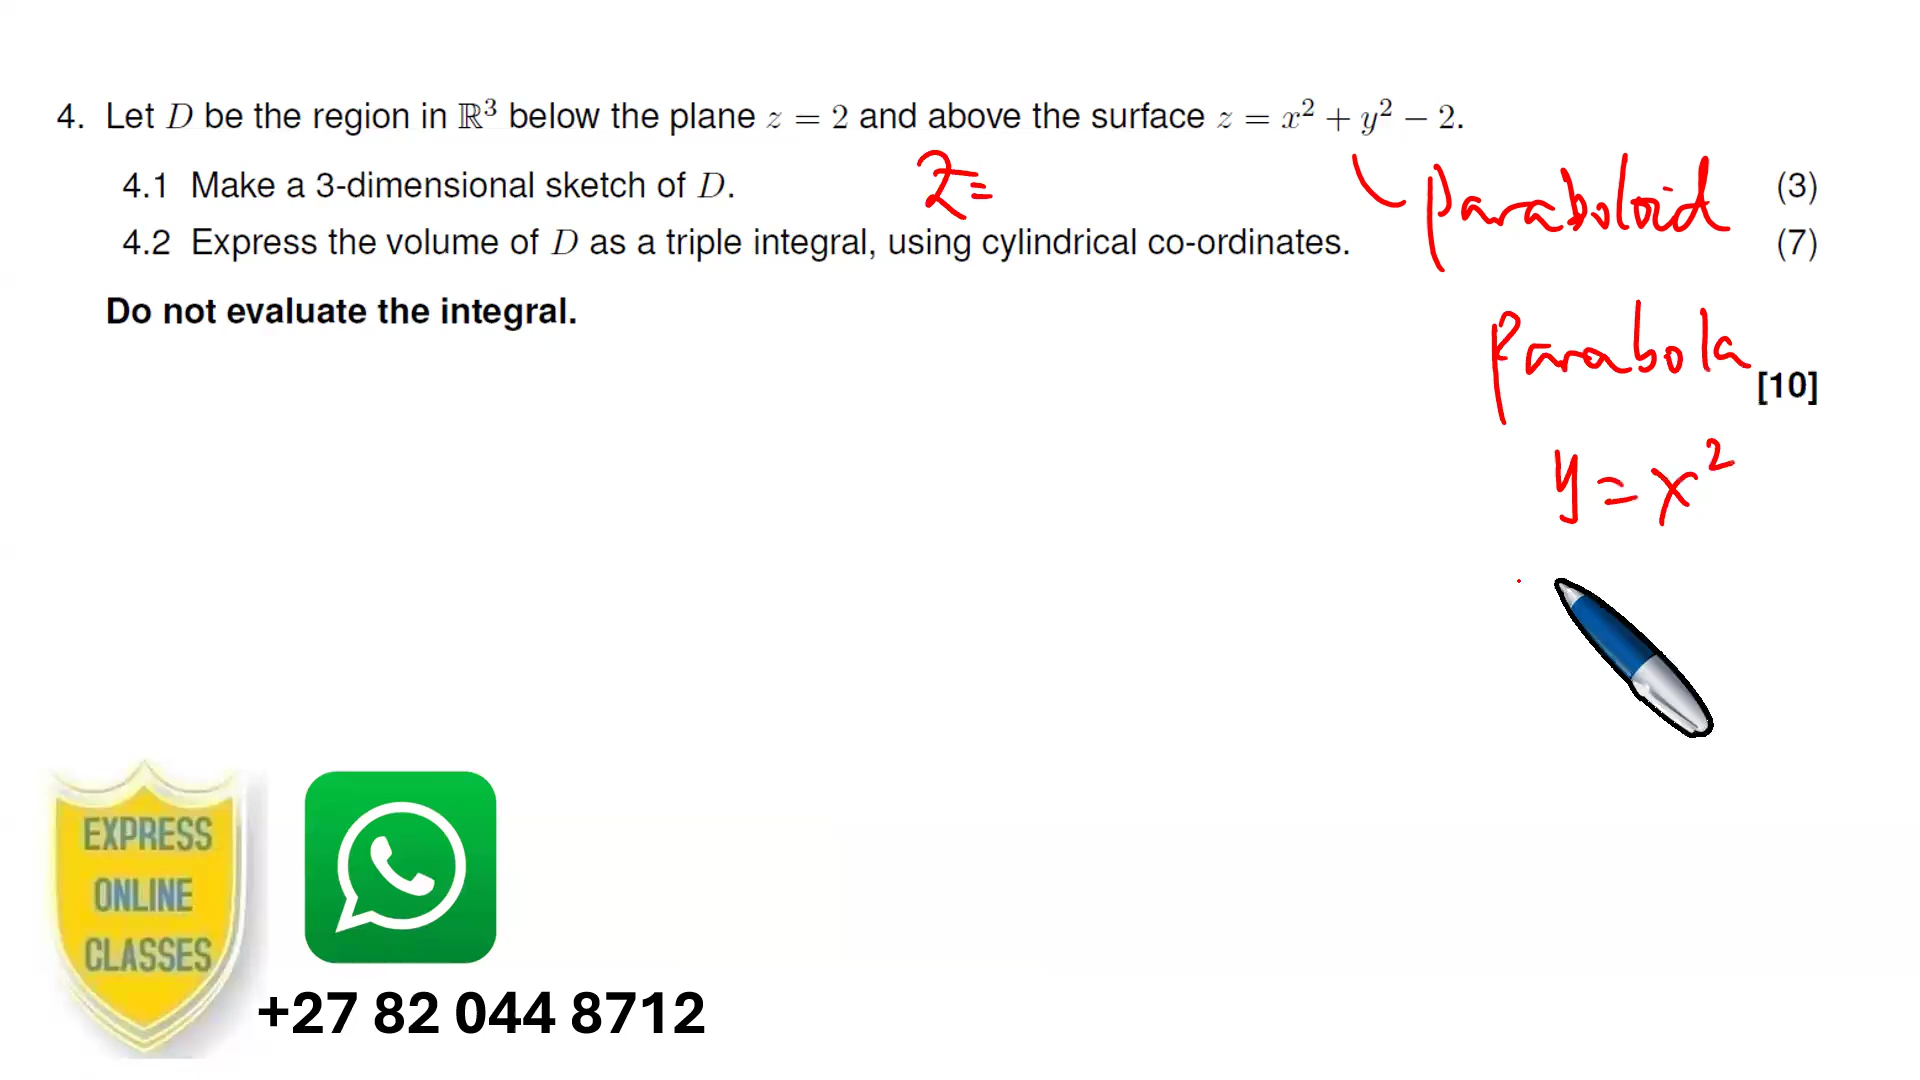 4. Let D be the region in ℝ³ below the plane z = 2 and above the surface z = x² + y² − 2.
4.1 Make a 3-dimensional sketch of D. (3)
z=
Paraboloid
4.2 Express the volume of D as a triple integral, using cylindrical co-ordinates. (7)
Do not evaluate the integral.
Parabola
[10]
y = x²
EXPRESS
ONLINE
CLASSES
+27 82 044 8712